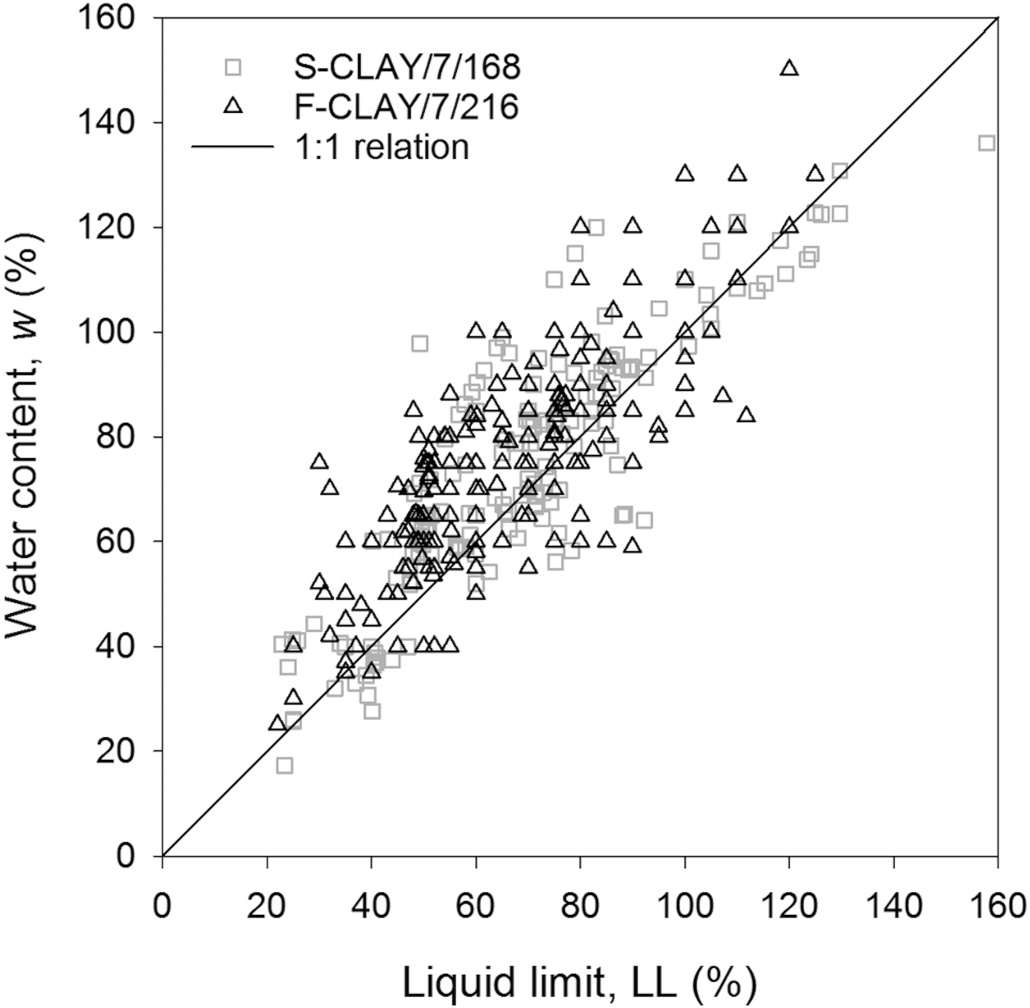 160
140
120
100
80
60
40
20
0
S-CLAY/7/168
F-CLAY/7/216
1:1 relation
Water content, w (%)
0 20 40 60 80 100 120 140 160
Liquid limit, LL (%)